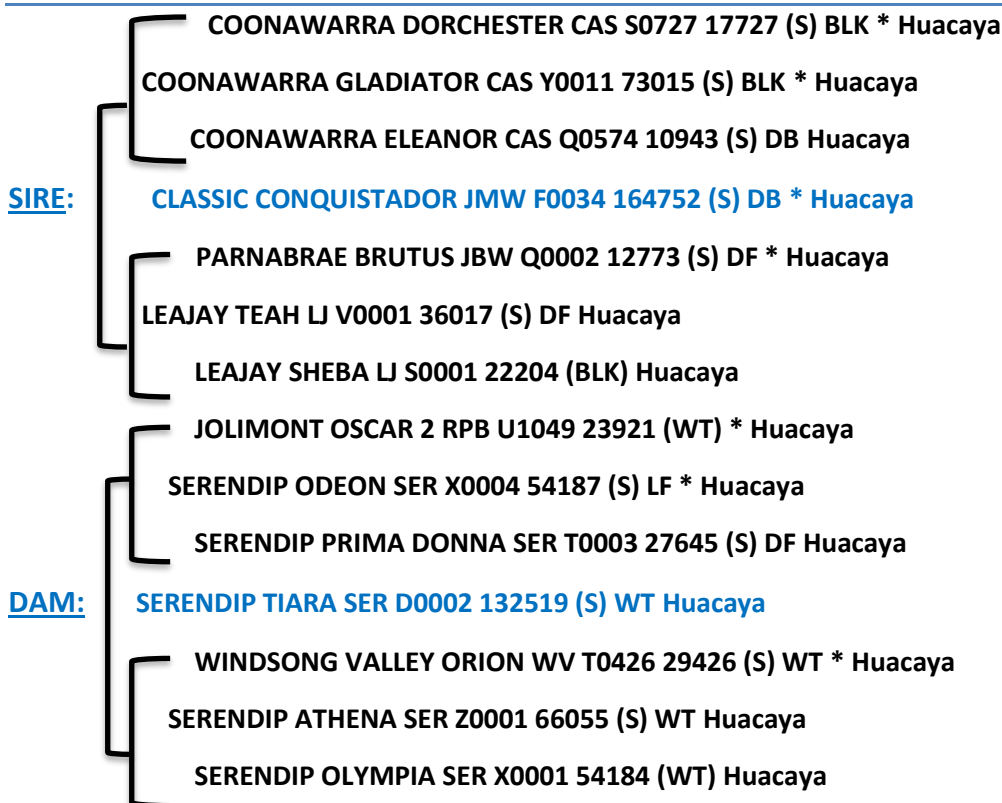 COONAWARRA DORCHESTER CAS S0727 17727 (S) BLK * Huacaya
COONAWARRA GLADIATOR CAS Y0011 73015 (S) BLK * Huacaya
COONAWARRA ELEANOR CAS Q0574 10943 (S) DB Huacaya
SIRE: CLASSIC CONQUISTADOR JMW F0034 164752 (S) DB * Huacaya
PARNABRAE BRUTUS JBW Q0002 12773 (S) DF * Huacaya
LEAJAY TEAH LJ V0001 36017 (S) DF Huacaya
LEAJAY SHEBA LJ S0001 22204 (BLK) Huacaya
JOLIMONT OSCAR 2 RPB U1049 23921 (WT) * Huacaya
SERENDIP ODEON SER X0004 54187 (S) LF * Huacaya
SERENDIP PRIMA DONNA SER T0003 27645 (S) DF Huacaya
DAM: SERENDIP TIARA SER D0002 132519 (S) WT Huacaya
WINDSONG VALLEY ORION WV T0426 29426 (S) WT * Huacaya
SERENDIP ATHENA SER Z0001 66055 (S) WT Huacaya
SERENDIP OLYMPIA SER X0001 54184 (WT) Huacaya